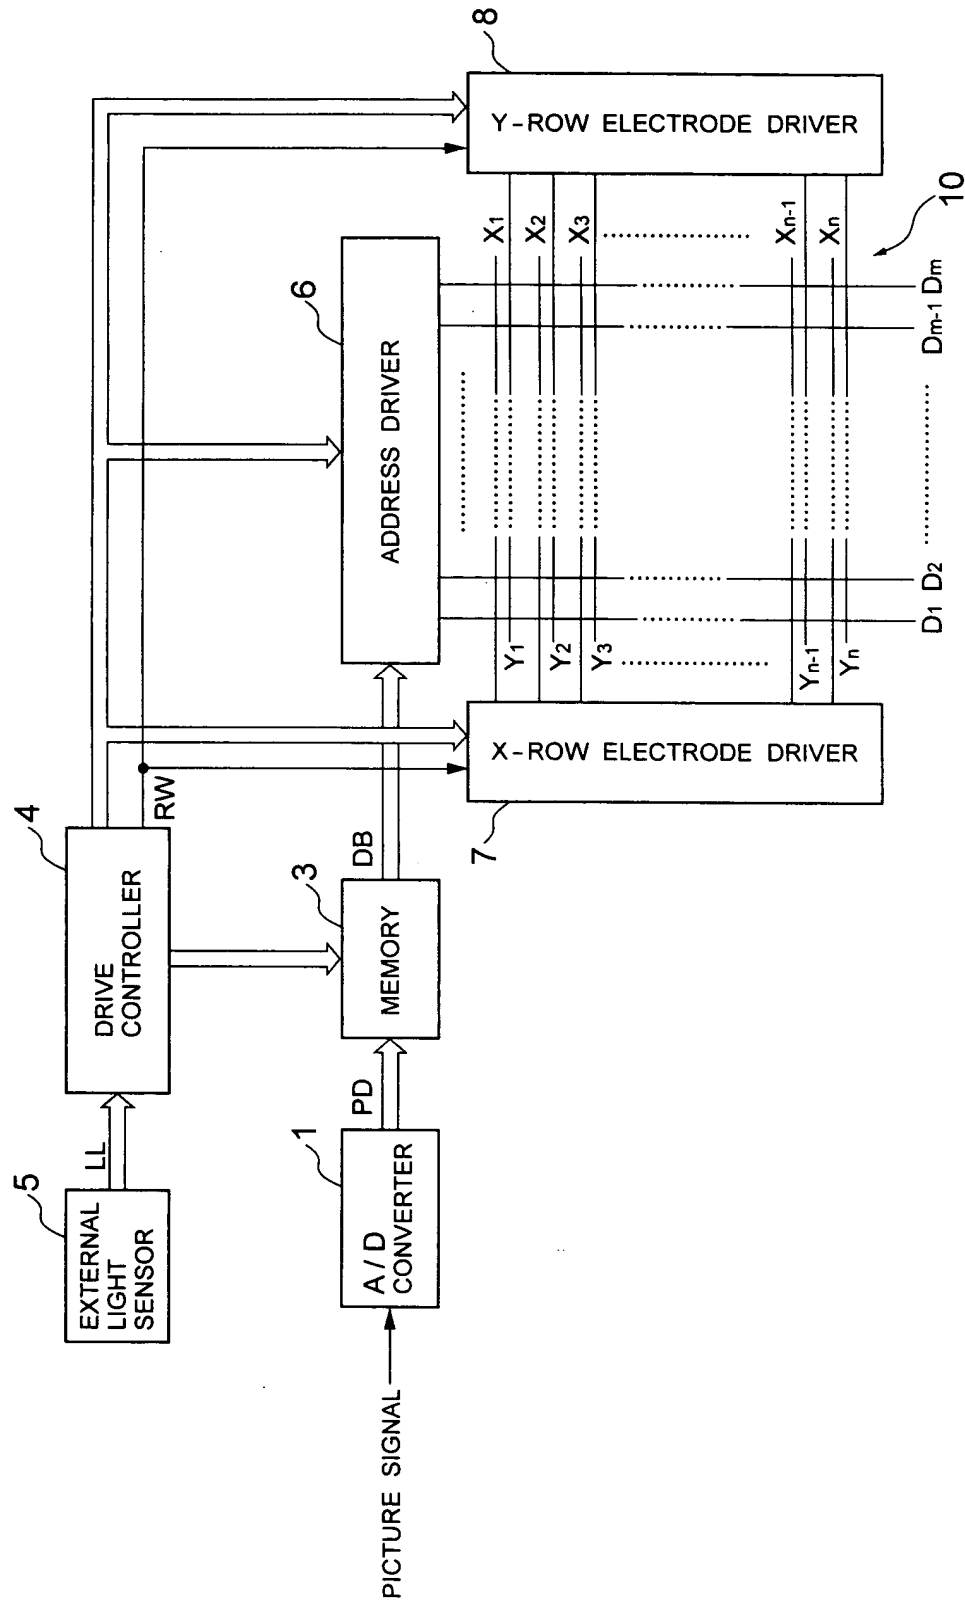 5
EXTERNAL
LIGHT
SENSOR
LL
4
DRIVE
CONTROLLER
RW
PICTURE SIGNAL
1
A/D
CONVERTER
PD
3
MEMORY
DB
6
ADDRESS DRIVER
7
X-ROW ELECTRODE DRIVER
8
Y-ROW ELECTRODE DRIVER
Y1
Y2
Y3
Yn-1
Yn
X1
X2
X3
Xn-1
Xn
D1 D2 Dm-1 Dm
10